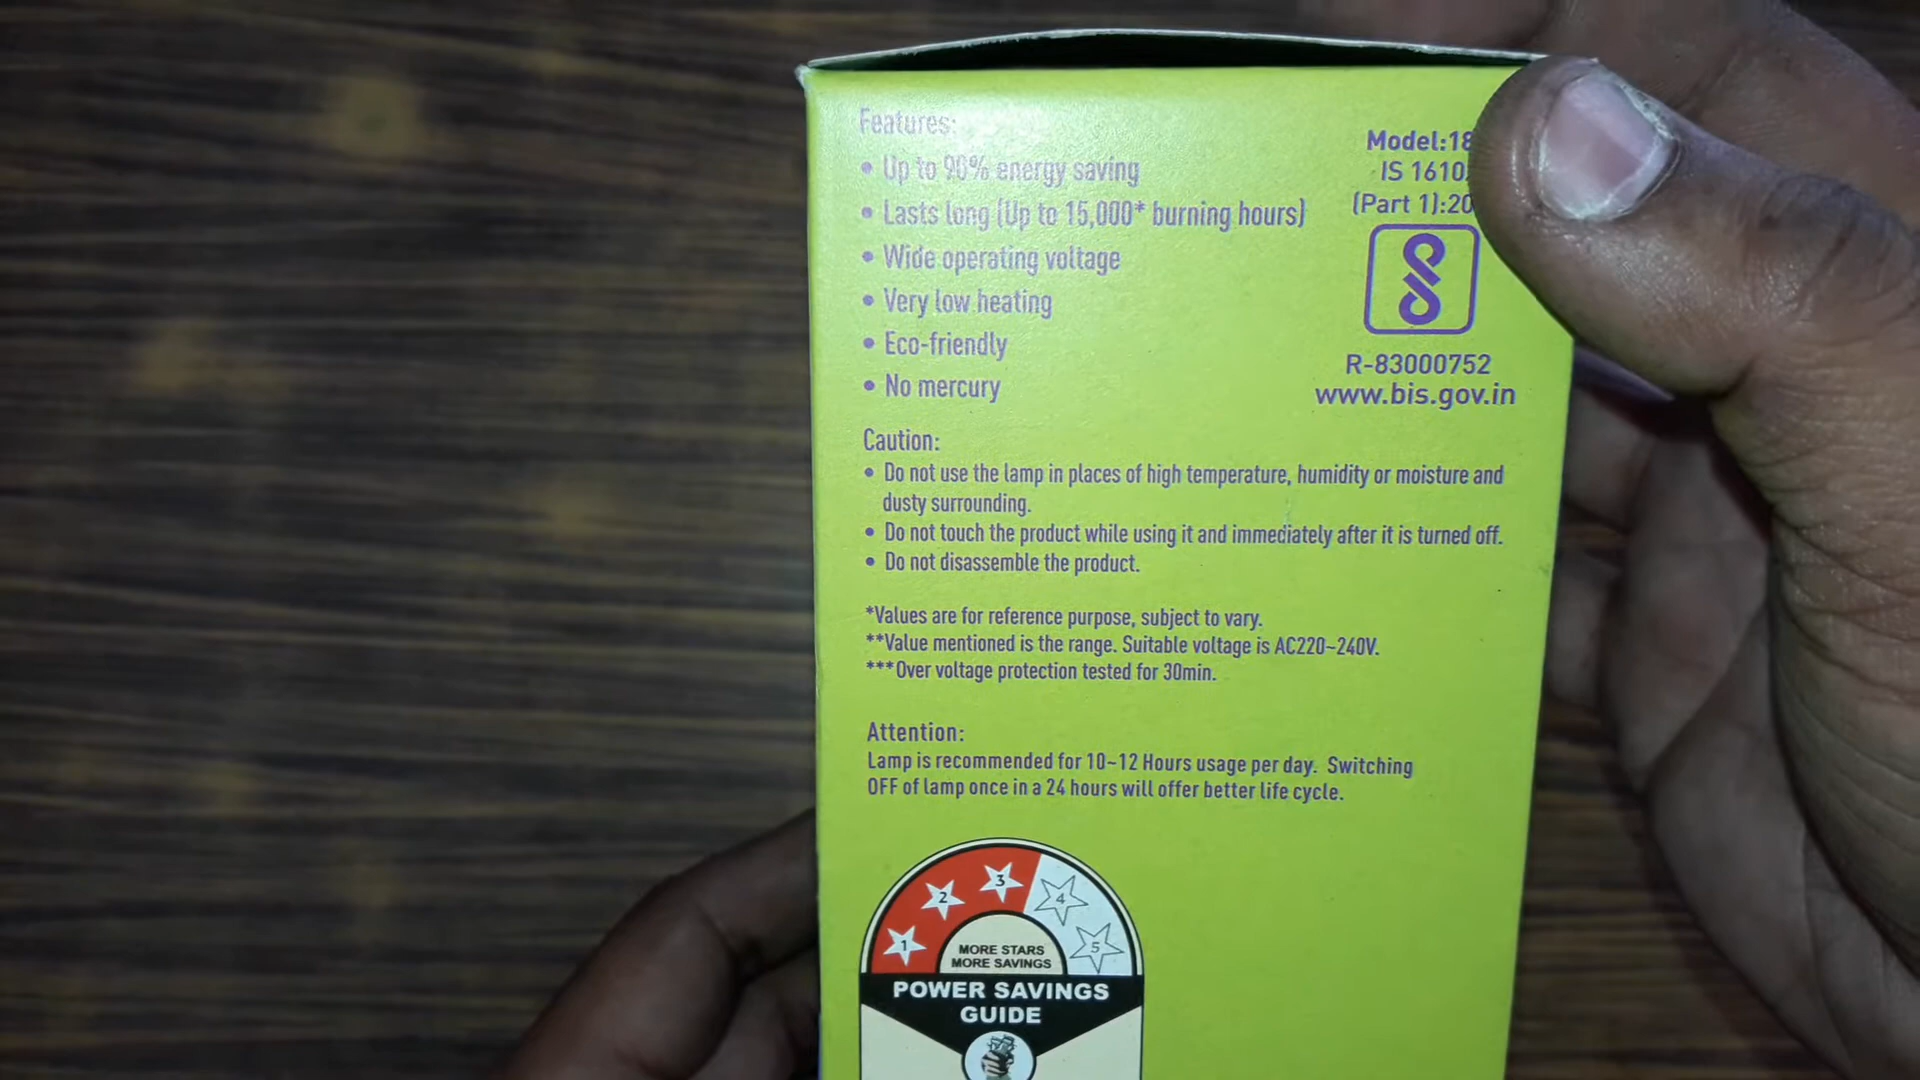 Features:
• Up to 90% energy saving
• Lasts long (Up to 15,000* burning hours)
• Wide operating voltage
• Very low heating
• Eco-friendly
• No mercury
Model:18
IS 1610
(Part 1):20
R-83000752
www.bis.gov.in
Caution:
• Do not use the lamp in places of high temperature, humidity or moisture and
dusty surrounding.
• Do not touch the product while using it and immediately after it is turned off.
• Do not disassemble the product.
*Values are for reference purpose, subject to vary.
**Value mentioned is the range. Suitable voltage is AC220~240V.
***Over voltage protection tested for 30min.
Attention:
Lamp is recommended for 10~12 Hours usage per day. Switching
OFF of lamp once in a 24 hours will offer better life cycle.
1 2 3 4 5
MORE STARS
MORE SAVINGS
POWER SAVINGS
GUIDE